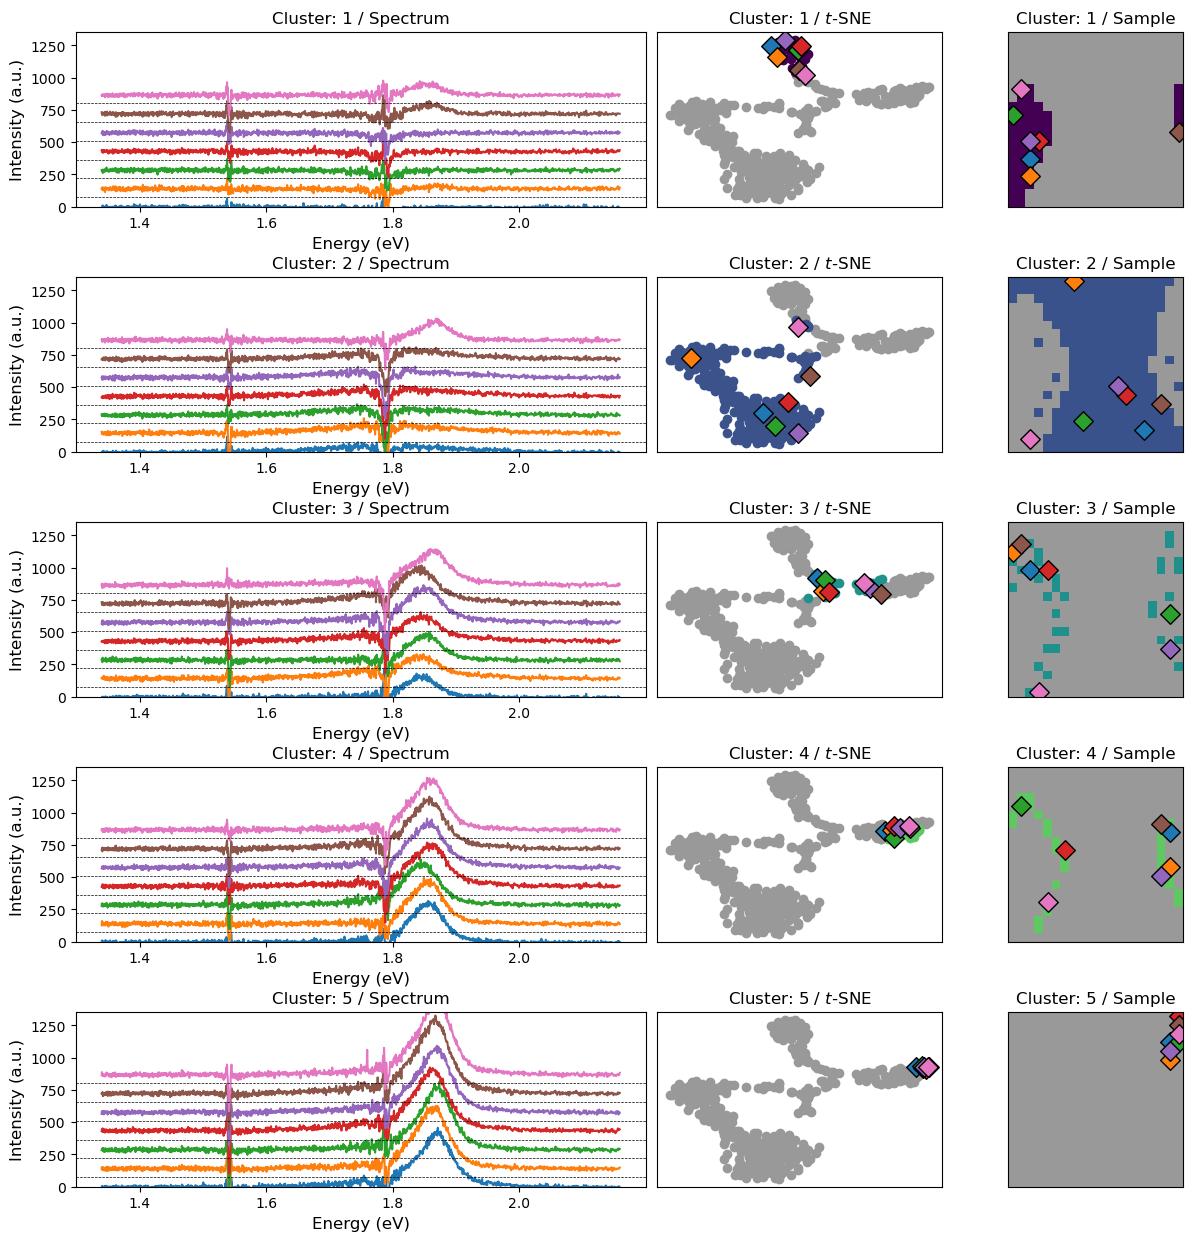 Cluster: 1 / Spectrum
Cluster: 1 / t-SNE
Cluster: 1 / Sample
Intensity (a.u.)
1250
1000
750
500
250
0
1.4 1.6 1.8 2.0
Energy (eV)
Cluster: 2 / Spectrum
Cluster: 2 / t-SNE
Cluster: 2 / Sample
Intensity (a.u.)
1250
1000
750
500
250
0
1.4 1.6 1.8 2.0
Energy (eV)
Cluster: 3 / Spectrum
Cluster: 3 / t-SNE
Cluster: 3 / Sample
Intensity (a.u.)
1250
1000
750
500
250
0
1.4 1.6 1.8 2.0
Energy (eV)
Cluster: 4 / Spectrum
Cluster: 4 / t-SNE
Cluster: 4 / Sample
Intensity (a.u.)
1250
1000
750
500
250
0
1.4 1.6 1.8 2.0
Energy (eV)
Cluster: 5 / Spectrum
Cluster: 5 / t-SNE
Cluster: 5 / Sample
Intensity (a.u.)
1250
1000
750
500
250
0
1.4 1.6 1.8 2.0
Energy (eV)